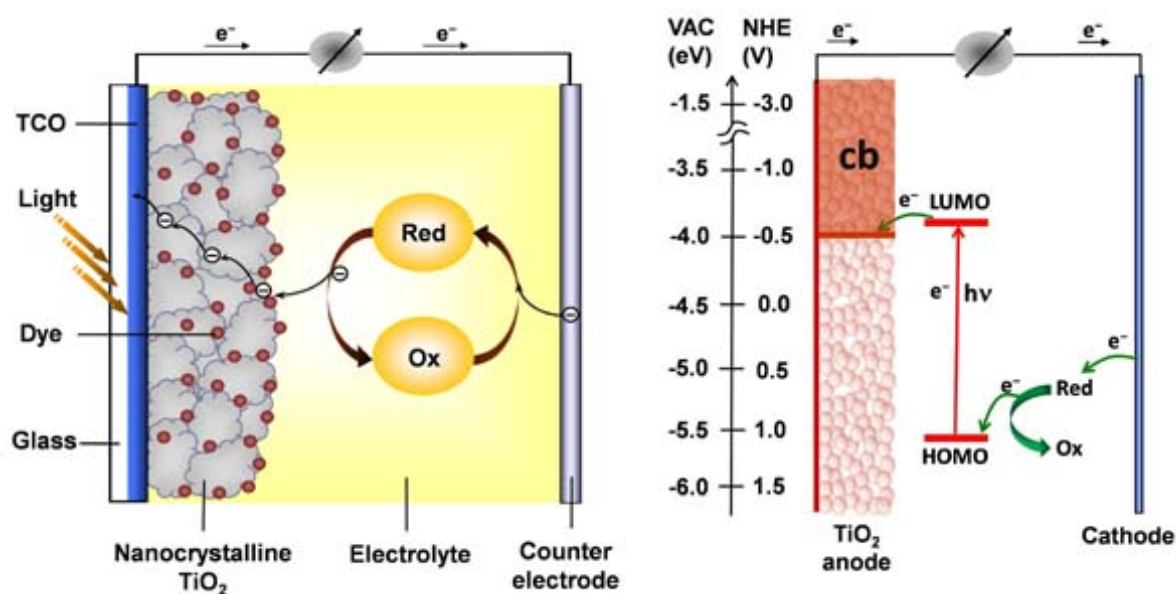 e⁻
e⁻
TCO
Light
Dye
Glass
Red
Ox
Nanocrystalline
TiO₂
Electrolyte
Counter
electrode
VAC
(eV)
NHE
(V)
-1.5
-3.0
-3.5
-1.0
-4.0
-0.5
-4.5
0.0
-5.0
0.5
-5.5
1.0
-6.0
1.5
e⁻
e⁻
cb
e⁻
LUMO
e⁻
hν
e⁻
e⁻
Red
HOMO
Ox
TiO₂
anode
Cathode